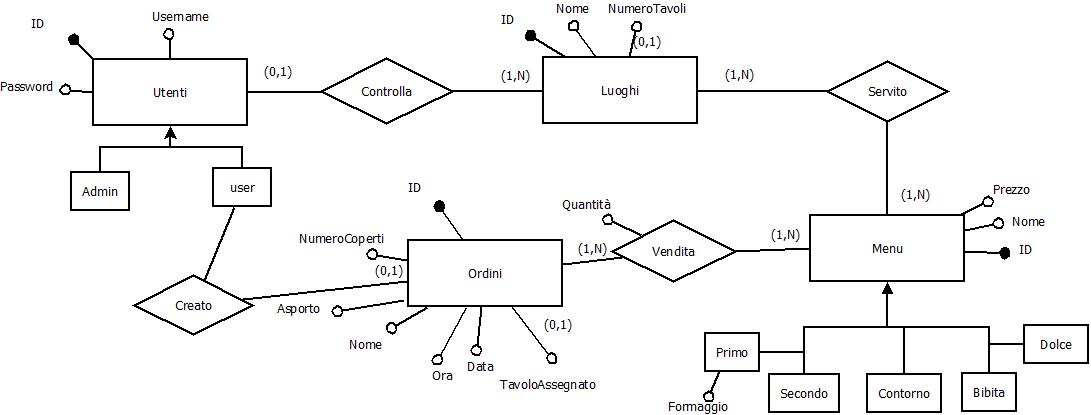 Nome
NumeroTavoli
Username
ID
ID
(0,1)
(0,1)
(1,N)
(1,N)
Password
Utenti
Controlla
Luoghi
Servito
Admin
user
ID
Quantità
(1,N)
Prezzo
Nome
NumeroCoperti
(1,N)
(1,N)
Menu
ID
Vendita
(0,1)
Ordini
Creato
Asporto
Nome
(0,1)
Ora
Data
TavoloAssegnato
Primo
Dolce
Secondo
Contorno
Bibita
Formaggio